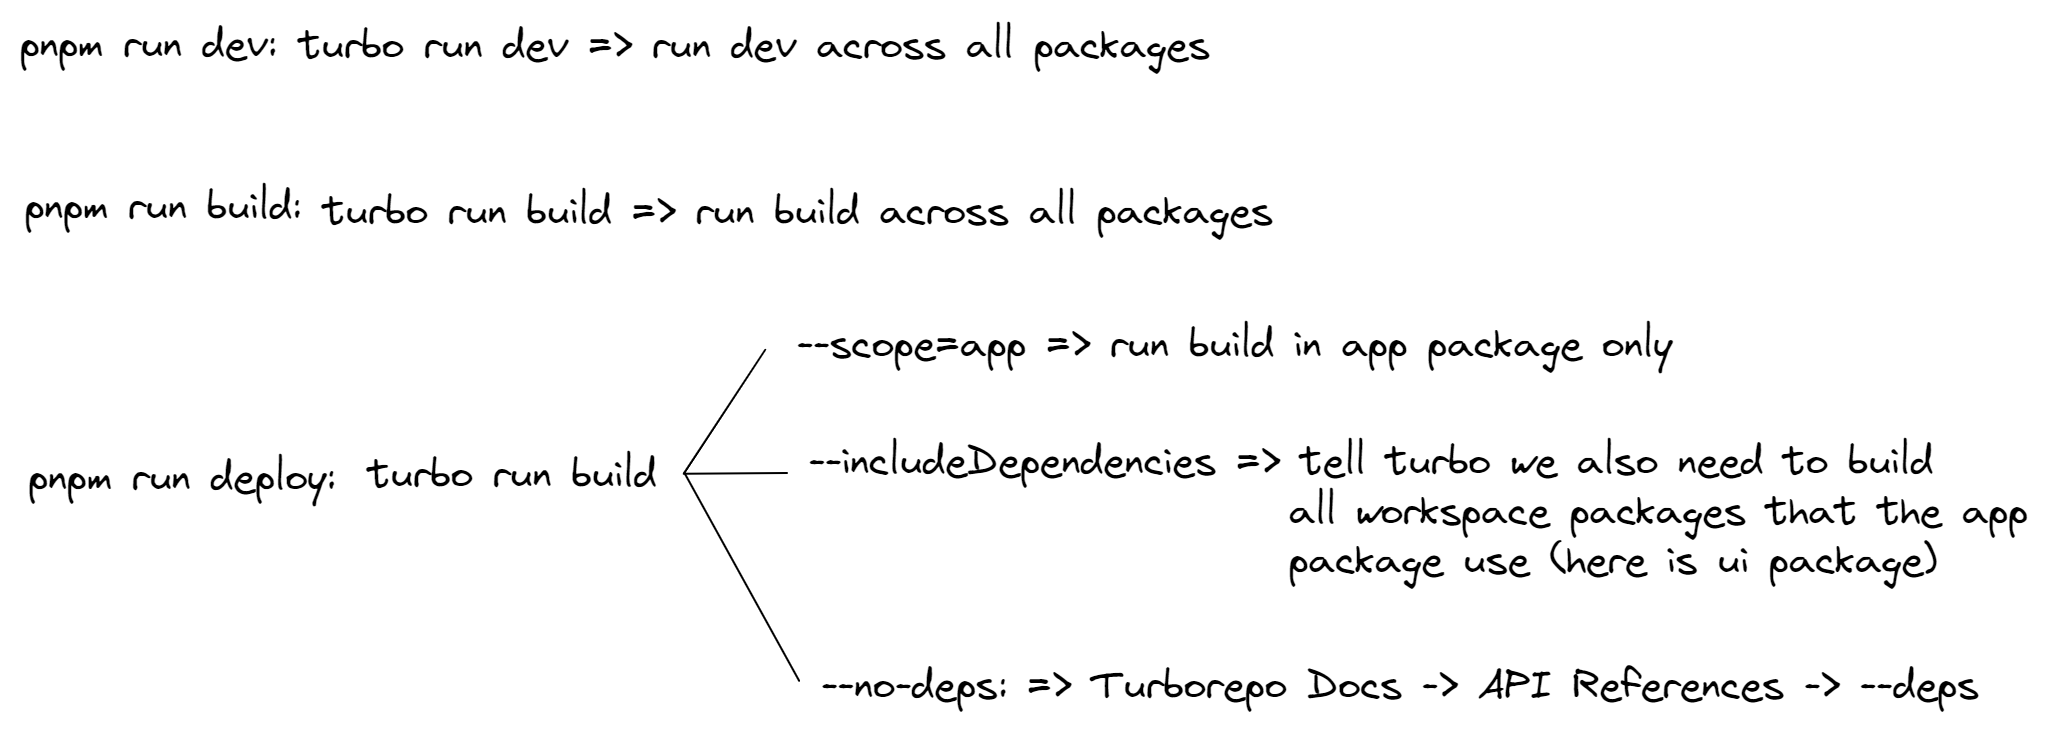 pnpm run dev: turbo run dev => run dev across all packages
pnpm run build: turbo run build => run build across all packages
--scope=app => run build in app package only
pnpm run deploy: turbo run build
--includeDependencies => tell turbo we also need to build
all workspace packages that the app
package use (here is ui package)
--no-deps: => Turborepo Docs -> API References -> --deps